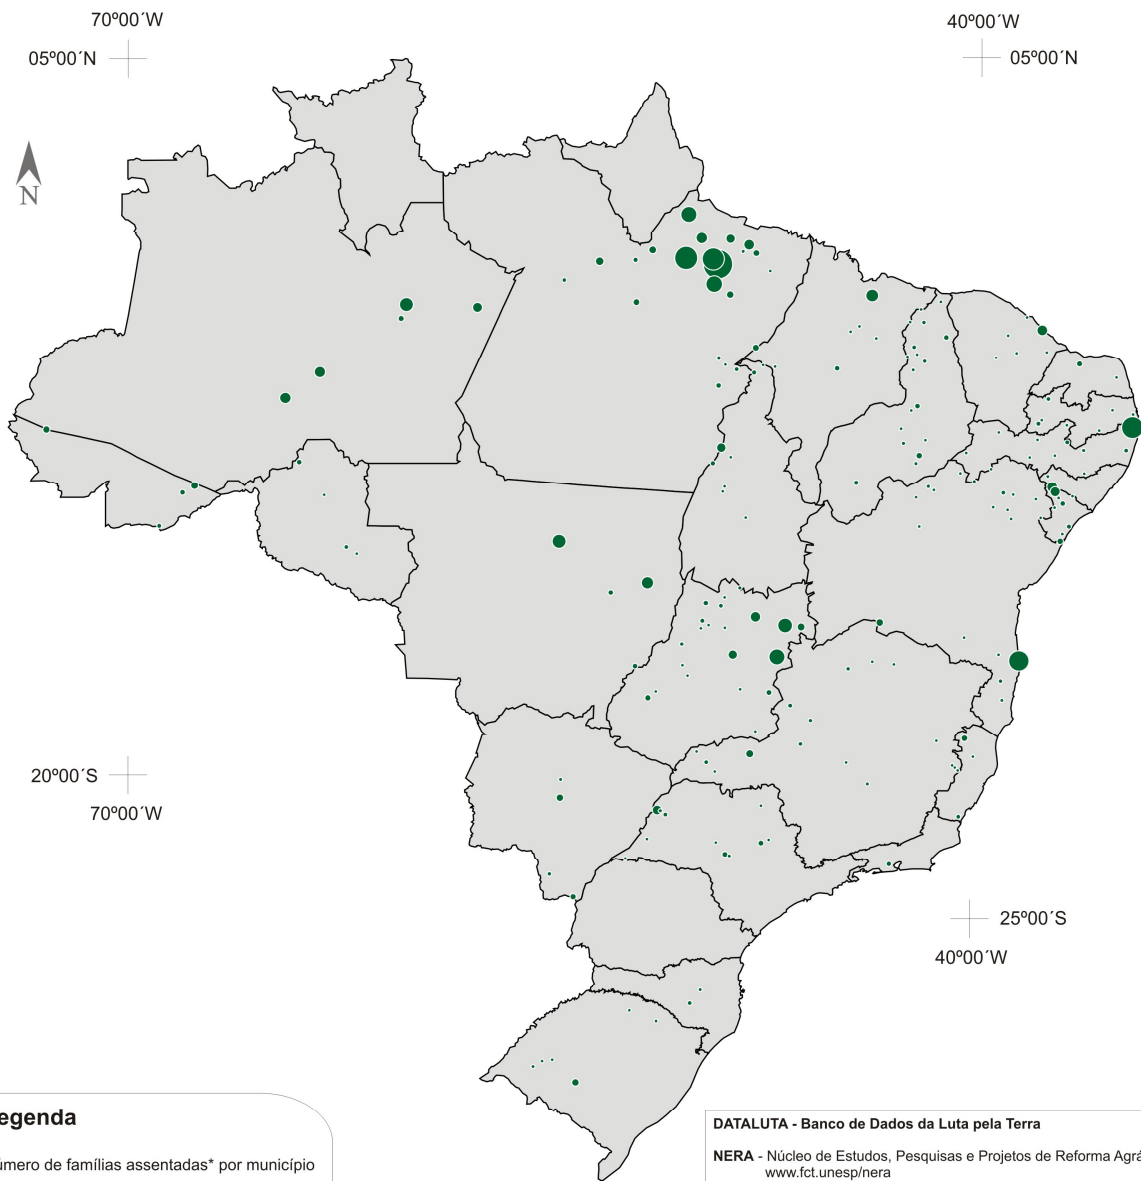 70º00´W
40º00´W
05º00´N
05º00´N
N
20º00´S
70º00´W
25º00´S
40º00´W
egenda
úmero de famílias assentadas* por município
DATALUTA - Banco de Dados da Luta pela Terra
NERA - Núcleo de Estudos, Pesquisas e Projetos de Reforma Agrá
www.fct.unesp/nera